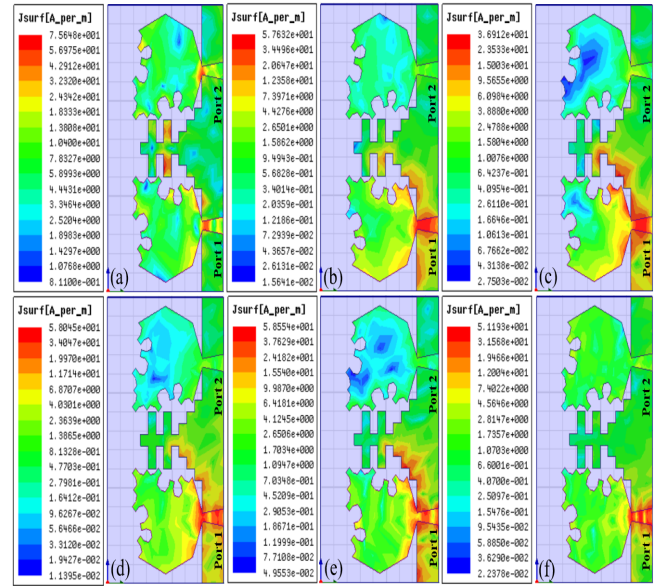 Jsurf[A_per_m]
7.5648e+001
5.6975e+001
4.2912e+001
3.2320e+001
2.4342e+001
1.8333e+001
1.3808e+001
1.0400e+001
7.8327e+000
5.8993e+000
4.4431e+000
3.3464e+000
2.5204e+000
1.8983e+000
1.4297e+000
1.0768e+000
8.1100e-001
Port 2
Port 1
(a)
Jsurf[A_per_m]
5.7632e+001
3.4496e+001
2.0647e+001
1.2358e+001
7.3971e+000
4.4276e+000
2.6501e+000
1.5862e+000
9.4943e-001
5.6828e-001
3.4014e-001
2.0359e-001
1.2186e-001
7.2939e-002
4.3657e-002
2.6131e-002
1.5641e-002
Port 2
Port 1
(b)
Jsurf[A_per_m]
3.6912e+001
2.3533e+001
1.5003e+001
9.5655e+000
6.0984e+000
3.8880e+000
2.4788e+000
1.5804e+000
1.0076e+000
6.4237e-001
4.0954e-001
2.6110e-001
1.6646e-001
1.0613e-001
6.7662e-002
4.3138e-002
2.7503e-002
Port 2
Port 1
(c)
Jsurf[A_per_m]
5.8045e+001
3.4047e+001
1.9970e+001
1.1714e+001
6.8707e+000
4.0301e+000
2.3639e+000
1.3865e+000
8.1328e-001
4.7703e-001
2.7981e-001
1.6412e-001
9.6267e-002
5.6466e-002
3.3120e-002
1.9427e-002
1.1395e-002
Port 2
Port 1
(d)
Jsurf[A_per_m]
5.8554e+001
3.7629e+001
2.4182e+001
1.5540e+001
9.9870e+000
6.4181e+000
4.1245e+000
2.6506e+000
1.7034e+000
1.0947e+000
7.0348e-001
4.5209e-001
2.9053e-001
1.8671e-001
1.1999e-001
7.7108e-002
4.9553e-002
Port 2
Port 1
(e)
Jsurf[A_per_m]
5.1193e+001
3.1568e+001
1.9466e+001
1.2004e+001
7.4022e+000
4.5646e+000
2.8147e+000
1.7357e+000
1.0703e+000
6.6001e-001
4.0700e-001
2.5097e-001
1.5476e-001
9.5435e-002
5.8850e-002
3.6290e-002
2.2378e-002
Port 2
Port 1
(f)